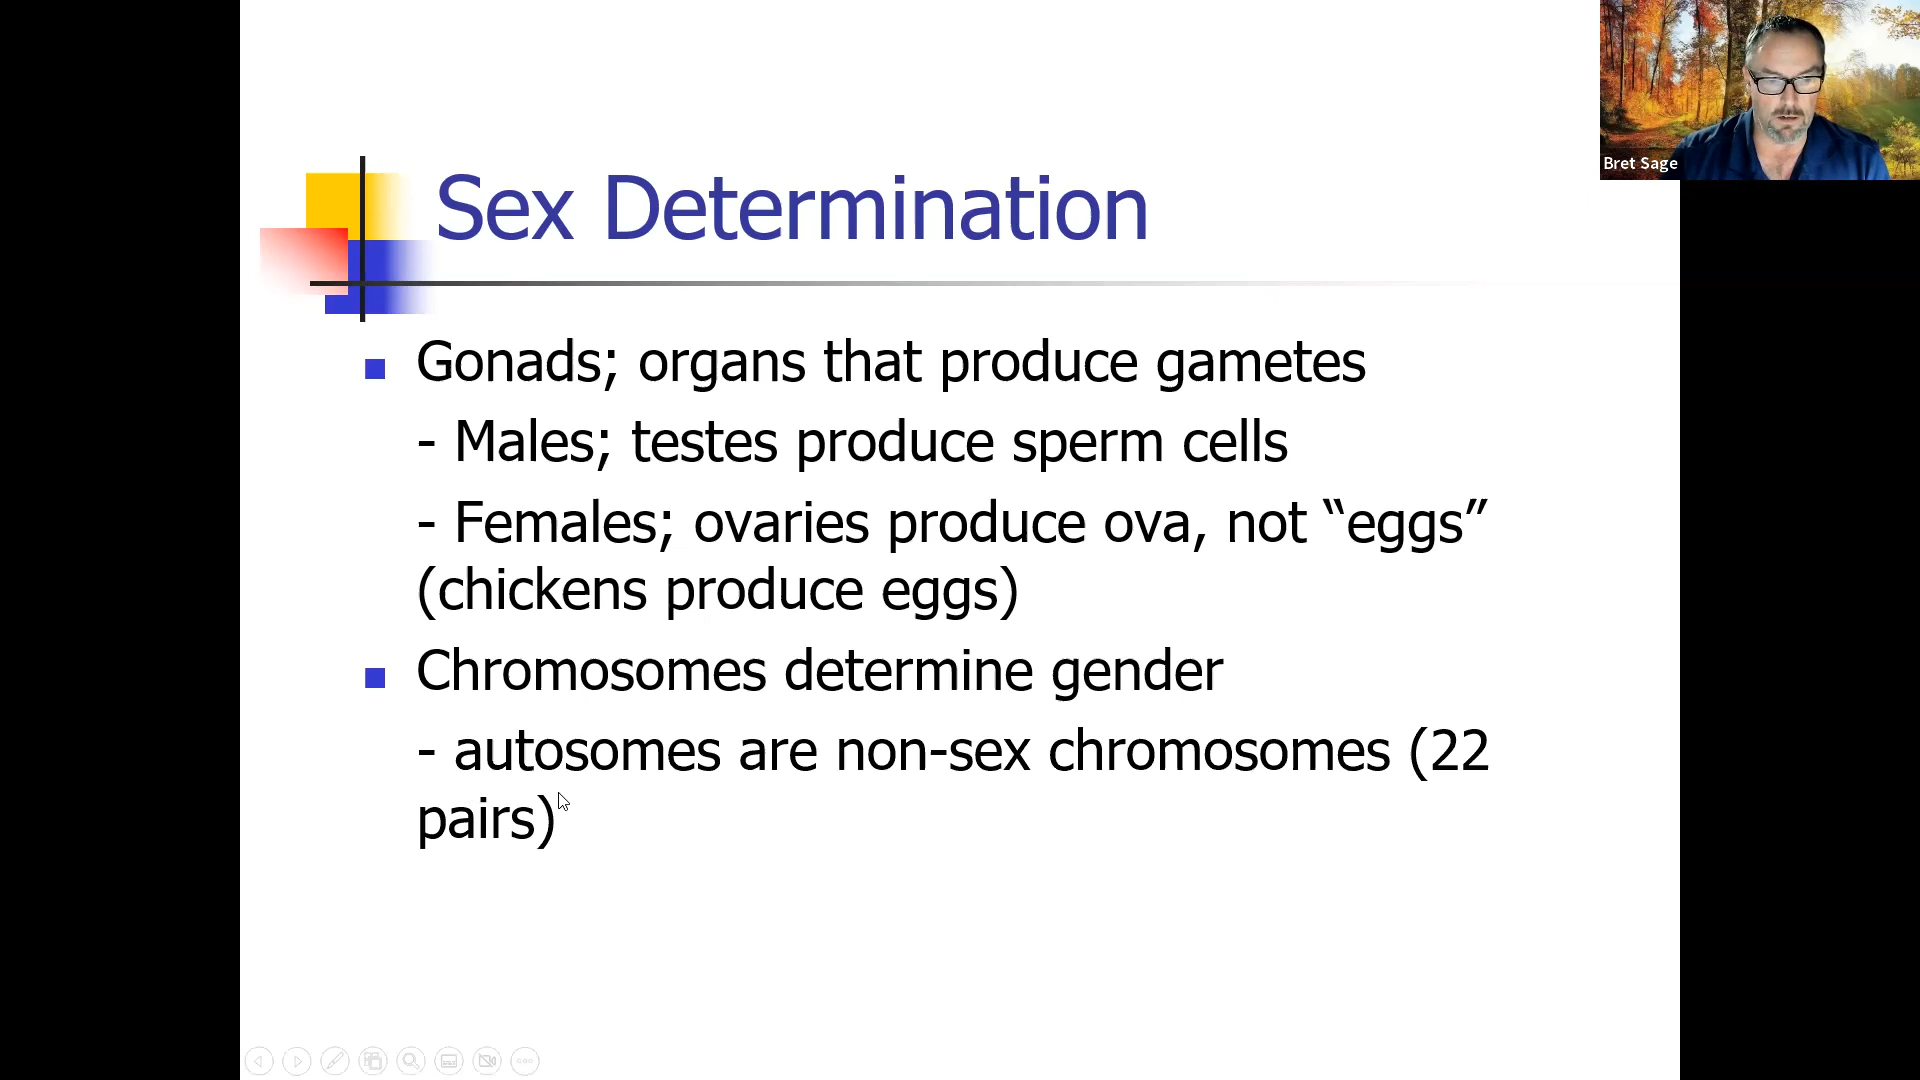 Bret Sage
Sex Determination
Gonads; organs that produce gametes
- Males; testes produce sperm cells
- Females; ovaries produce ova, not “eggs”
(chickens produce eggs)
Chromosomes determine gender
- autosomes are non-sex chromosomes (22
pairs)